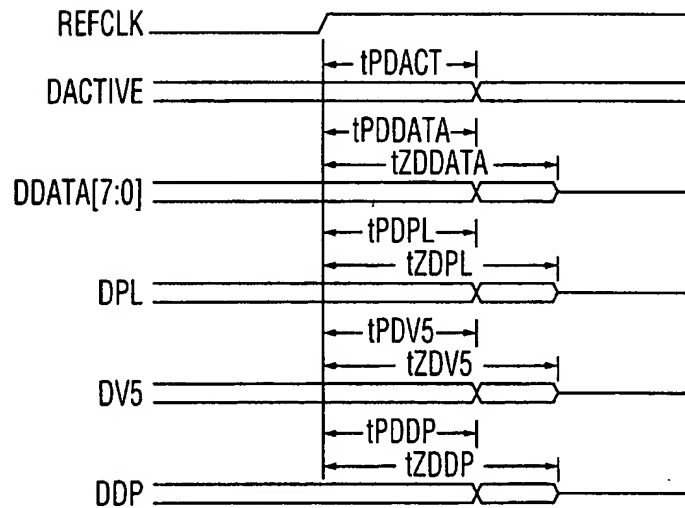 REFCLK
tPDACT
DACTIVE
tPDDATA
tZDDATA
DDATA[7:0]
tPDPL
tZDPL
DPL
tPDV5
tZDV5
DV5
tPDDP
tZDDP
DDP